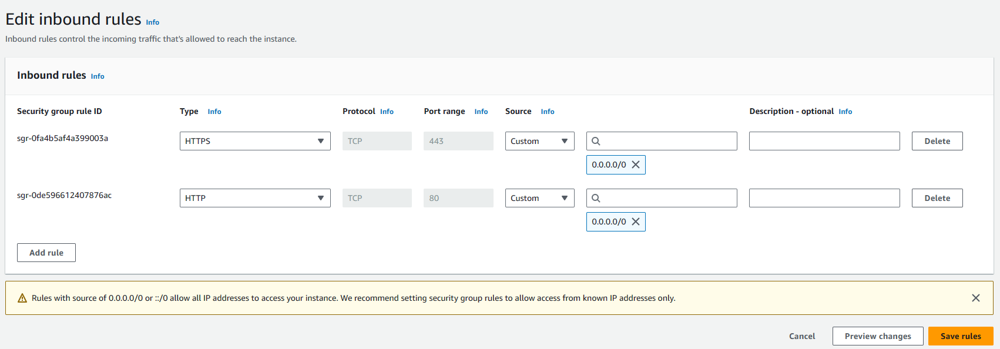 Edit inbound rules Info
Inbound rules control the incoming traffic that's allowed to reach the instance.
Inbound rules Info
Security group rule ID Type Info Protocol Info Port range Info Source Info Description - optional Info
sgr-0fa4b5af4a399003a HTTPS TCP 443 Custom Delete
0.0.0.0/0
sgr-0de596612407876ac HTTP TCP 80 Custom Delete
0.0.0.0/0
Add rule
Rules with source of 0.0.0.0/0 or ::/0 allow all IP addresses to access your instance. We recommend setting security group rules to allow access from known IP addresses only.
Cancel Preview changes Save rules